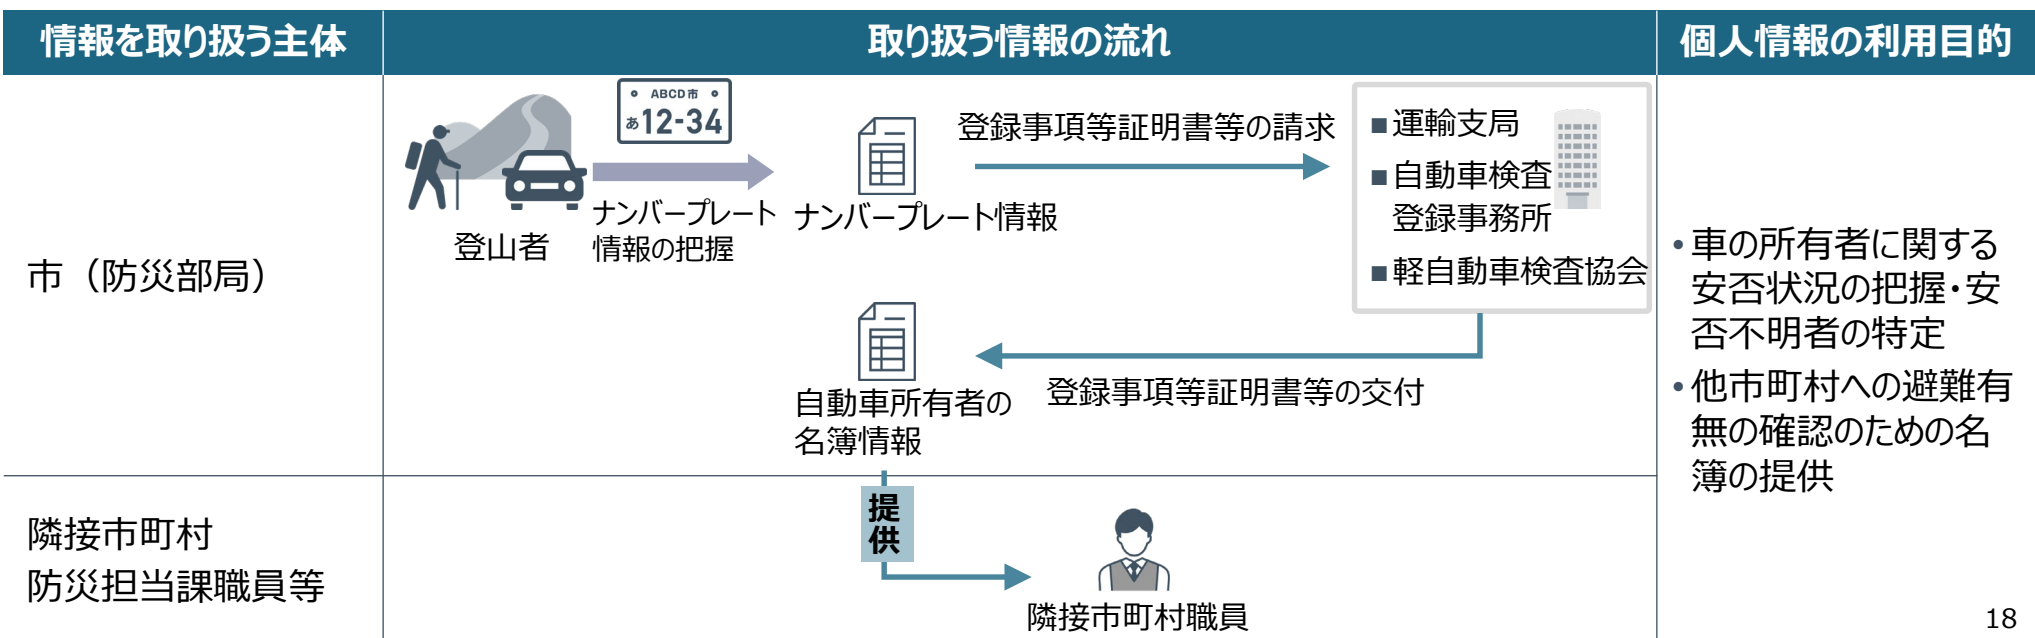 情報を取り扱う主体
取り扱う情報の流れ
個人情報の利用目的
市（防災部局）
ABCD市
あ12-34
登山者
ナンバープレート
情報の把握
ナンバープレート情報
登録事項等証明書等の請求
■運輸支局
■自動車検査
登録事務所
■軽自動車検査協会
登録事項等証明書等の交付
自動車所有者の
名簿情報
•車の所有者に関する
安否状況の把握・安
否不明者の特定
•他市町村への避難有
無の確認のための名
簿の提供
隣接市町村
防災担当課職員等
提
供
隣接市町村職員
18